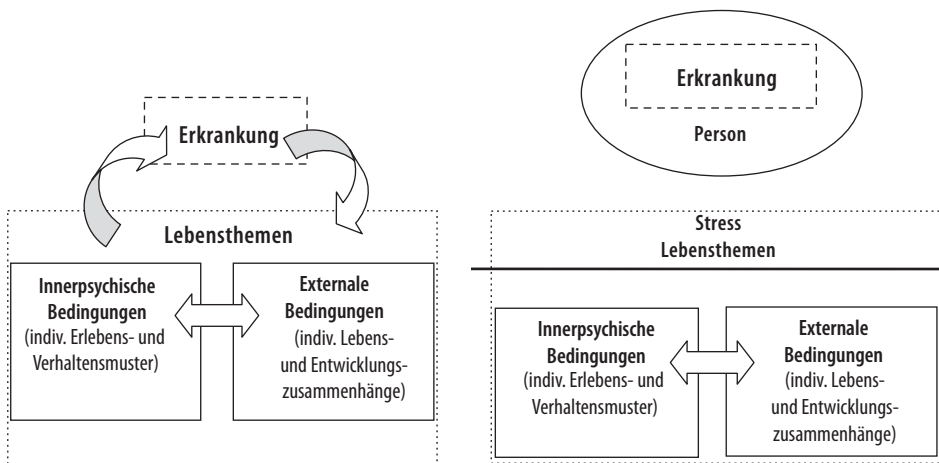 Erkrankung
Lebensthemen
Innerpsychische
Bedingungen
(indiv. Erlebens- und
Verhaltensmuster)
Externale
Bedingungen
(indiv. Lebens-
und Entwicklungs-
zusammenhänge)
Erkrankung
Person
Stress
Lebensthemen
Innerpsychische
Bedingungen
(indiv. Erlebens- und
Verhaltensmuster)
Externale
Bedingungen
(indiv. Lebens-
und Entwicklungs-
zusammenhänge)